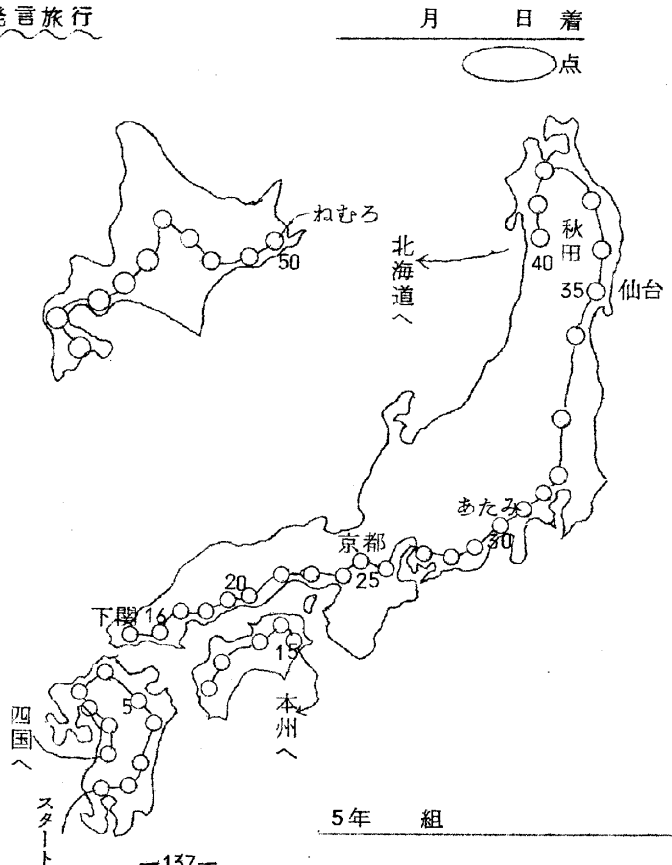 発言旅行
月 日 着
点
ねむろ
50
北海道へ
秋田
40
35 仙台
あたみ
30
京都
25
20
下関 16
15
本州へ
5
四国へ
スタート
5年 組
—137—